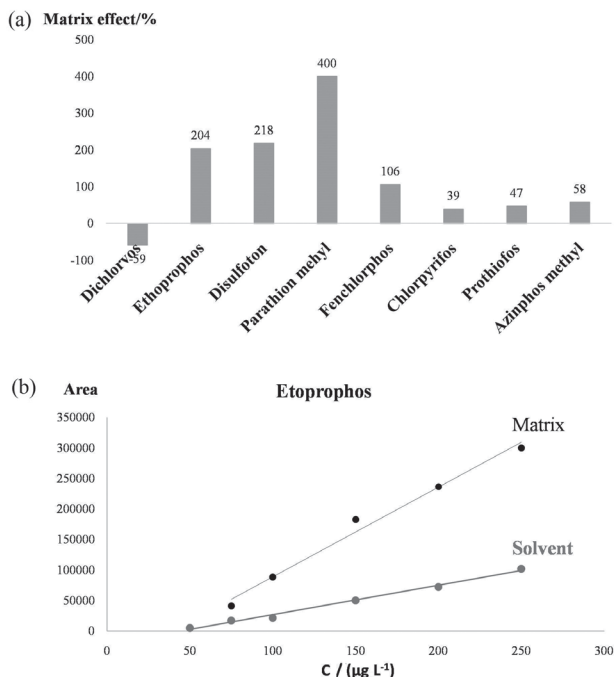 (a) Matrix effect/%
500
400
300
200
100
0
-100
-59
204
218
400
106
39
47
58
Dichlorvos
Ethoprophos
Disulfoton
Parathion mehyl
Fenchlorphos
Chlorpyrifos
Prothiofos
Azinphos methyl
(b) Area
Etoprophos
350000
300000
250000
200000
150000
100000
50000
0
Matrix
Solvent
0 50 100 150 200 250 300
C / (µg L⁻¹)